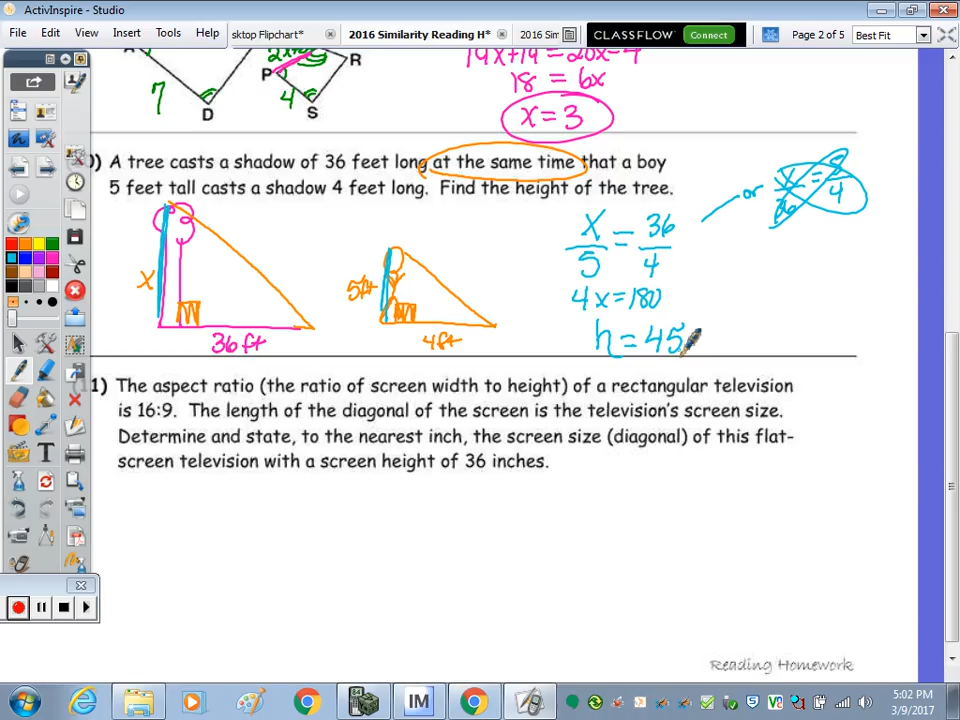 ActivInspire - Studio
File Edit View Insert Tools Help
sktop Flipchart*
2016 Similarity Reading H*
2016 Sim
CLASSFLOW Connect
Page 2 of 5
Best Fit
7
D
P
4
S
R
14x+14 = 20x-4
18 = 6x
x = 3
0) A tree casts a shadow of 36 feet long at the same time that a boy
5 feet tall casts a shadow 4 feet long. Find the height of the tree.
x
36 ft
5ft
4ft
x/5 = 36/4
or
4x=180
h = 45
1) The aspect ratio (the ratio of screen width to height) of a rectangular television
is 16:9. The length of the diagonal of the screen is the television's screen size.
Determine and state, to the nearest inch, the screen size (diagonal) of this flat-
screen television with a screen height of 36 inches.
Reading Homework
IM
5:02 PM
3/9/2017